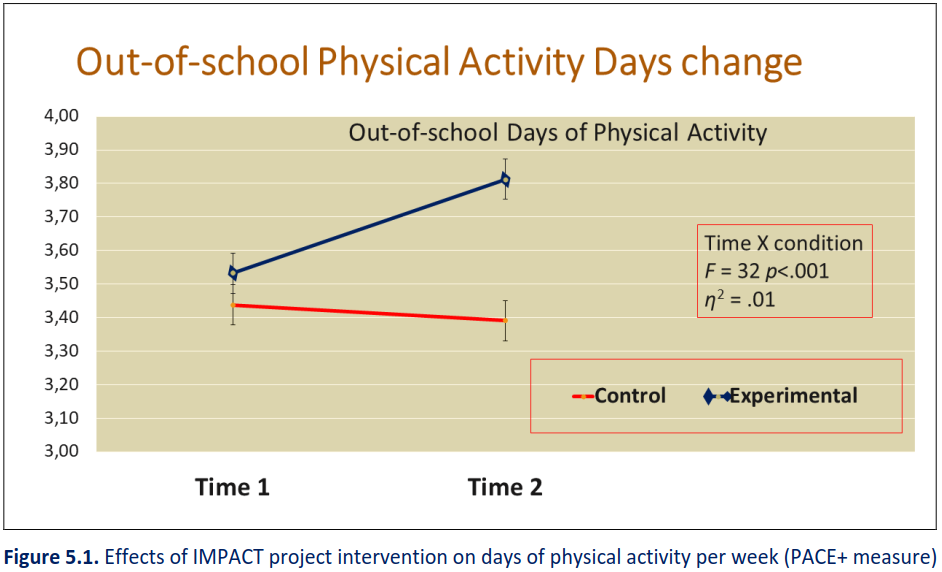 Out-of-school Physical Activity Days change
Out-of-school Days of Physical Activity
4,00
3,90
3,80
3,70
3,60
3,50
3,40
3,30
3,20
3,10
3,00
Time X condition
F = 32 p<.001
η² = .01
Control
Experimental
Time 1
Time 2
Figure 5.1. Effects of IMPACT project intervention on days of physical activity per week (PACE+ measure)